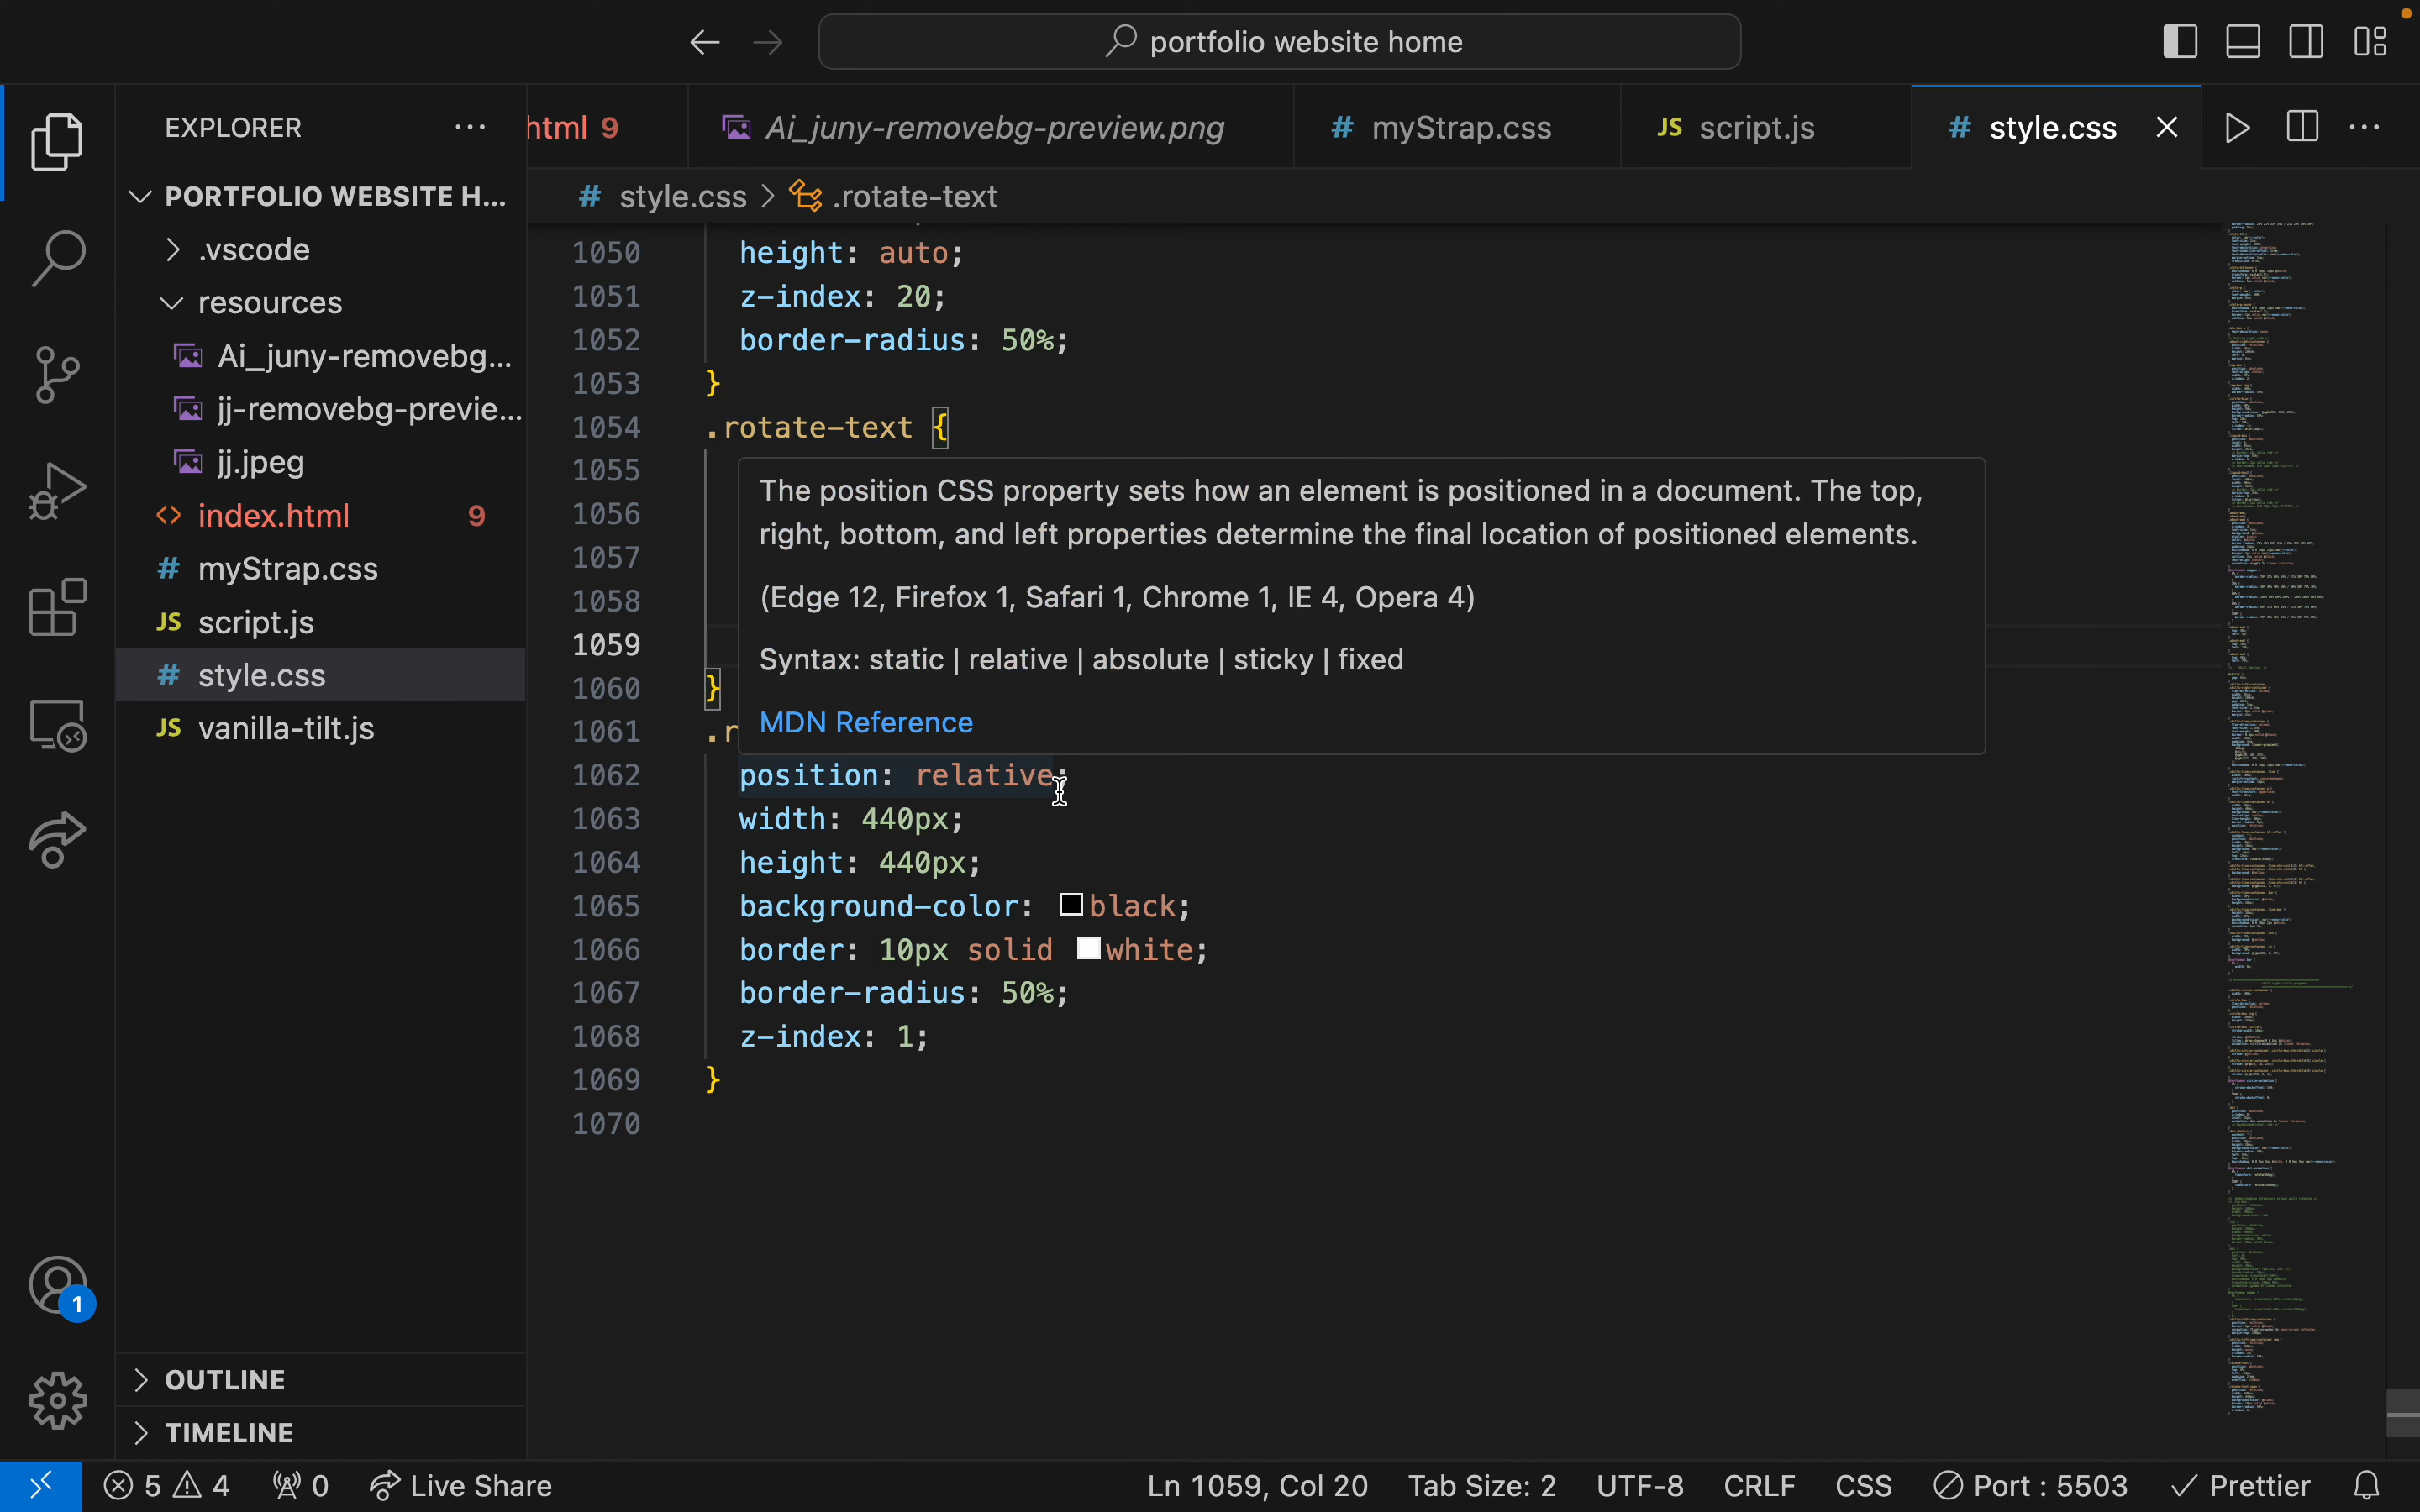 portfolio website home
EXPLORER
html 9
Ai_juny-removebg-preview.png
# myStrap.css
JS script.js
# style.css
PORTFOLIO WEBSITE H...
# style.css > .rotate-text
.vscode
resources
Ai_juny-removebg...
jj-removebg-previe...
jj.jpeg
<> index.html 9
# myStrap.css
JS script.js
# style.css
JS vanilla-tilt.js
OUTLINE
TIMELINE
1
1050 height: auto;
1051 z-index: 20;
1052 border-radius: 50%;
1053 }
1054 .rotate-text {
1055
1056
1057
1058
1059
1060 }
1061 .r
The position CSS property sets how an element is positioned in a document. The top,
right, bottom, and left properties determine the final location of positioned elements.
(Edge 12, Firefox 1, Safari 1, Chrome 1, IE 4, Opera 4)
Syntax: static | relative | absolute | sticky | fixed
MDN Reference
1062 position: relative;
1063 width: 440px;
1064 height: 440px;
1065 background-color: black;
1066 border: 10px solid white;
1067 border-radius: 50%;
1068 z-index: 1;
1069 }
1070
5 4 0 Live Share Ln 1059, Col 20 Tab Size: 2 UTF-8 CRLF CSS Port : 5503 Prettier